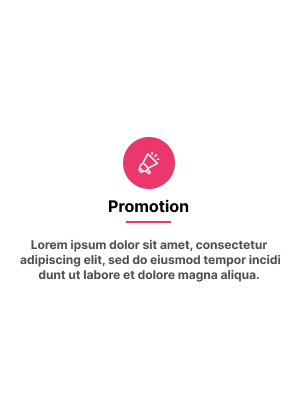 Promotion
Lorem ipsum dolor sit amet, consectetur
adipiscing elit, sed do eiusmod tempor incidi
dunt ut labore et dolore magna aliqua.